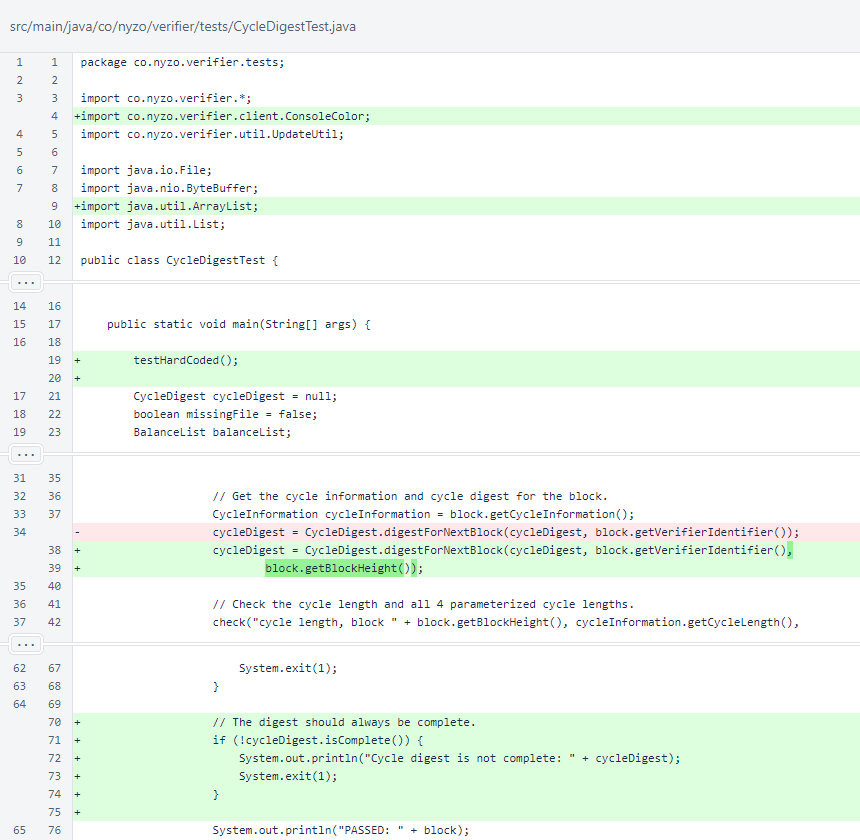 src/main/java/co/nyzo/verifier/tests/CycleDigestTest.java
1 1 package co.nyzo.verifier.tests;
2 2
3 3 import co.nyzo.verifier.*;
4 +import co.nyzo.verifier.client.ConsoleColor;
4 5 import co.nyzo.verifier.util.UpdateUtil;
5 6
6 7 import java.io.File;
7 8 import java.nio.ByteBuffer;
9 +import java.util.ArrayList;
8 10 import java.util.List;
9 11
10 12 public class CycleDigestTest {
...
14 16
15 17 public static void main(String[] args) {
16 18
19 + testHardCoded();
20 +
17 21 CycleDigest cycleDigest = null;
18 22 boolean missingFile = false;
19 23 BalanceList balanceList;
...
31 35
32 36 // Get the cycle information and cycle digest for the block.
33 37 CycleInformation cycleInformation = block.getCycleInformation();
34 - cycleDigest = CycleDigest.digestForNextBlock(cycleDigest, block.getVerifierIdentifier());
38 + cycleDigest = CycleDigest.digestForNextBlock(cycleDigest, block.getVerifierIdentifier(),
39 + block.getBlockHeight());
35 40
36 41 // Check the cycle length and all 4 parameterized cycle lengths.
37 42 check("cycle length, block " + block.getBlockHeight(), cycleInformation.getCycleLength(),
...
62 67 System.exit(1);
63 68 }
64 69
70 + // The digest should always be complete.
71 + if (!cycleDigest.isComplete()) {
72 + System.out.println("Cycle digest is not complete: " + cycleDigest);
73 + System.exit(1);
74 + }
75 +
65 76 System.out.println("PASSED: " + block);